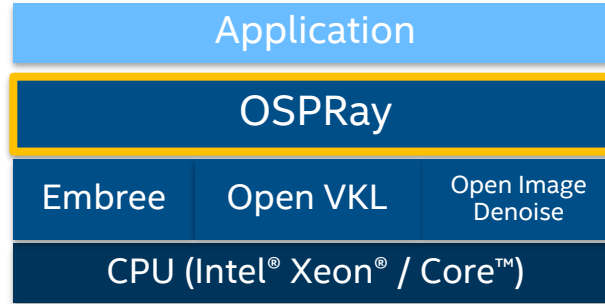 Application
OSPRay
Embree
Open VKL
Open Image
Denoise
CPU (Intel® Xeon® / Core™)